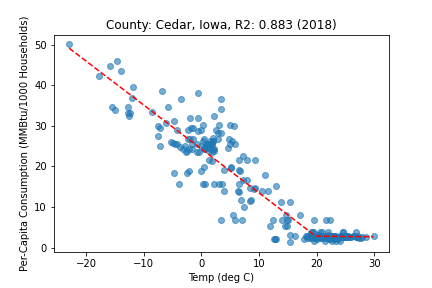 County: Cedar, Iowa, R2: 0.883 (2018)
Per-Capita Consumption (MMBtu/1000 Households)
50
40
30
20
10
0
−20 −10 0 10 20 30
Temp (deg C)